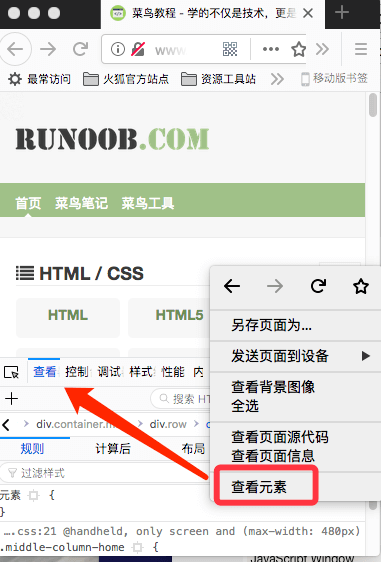 菜鸟教程 - 学的不仅是技术，更是
www
最常访问 火狐官方站点 资源工具站 移动版书签
RUNOOB.COM
首页 菜鸟笔记 菜鸟工具
HTML / CSS
HTML HTML5
另存页面为...
发送页面到设备
查看背景图像
全选
查看页面源代码
查看页面信息
查看元素
查看 控制 调试 样式 性能 内
搜索 HT
div.container.m div.row
规则 计算后 布局
过滤样式
元素 {
}
….css:21 @handheld, only screen and (max-width: 480px)
.middle-column-home {
JavaScript Window